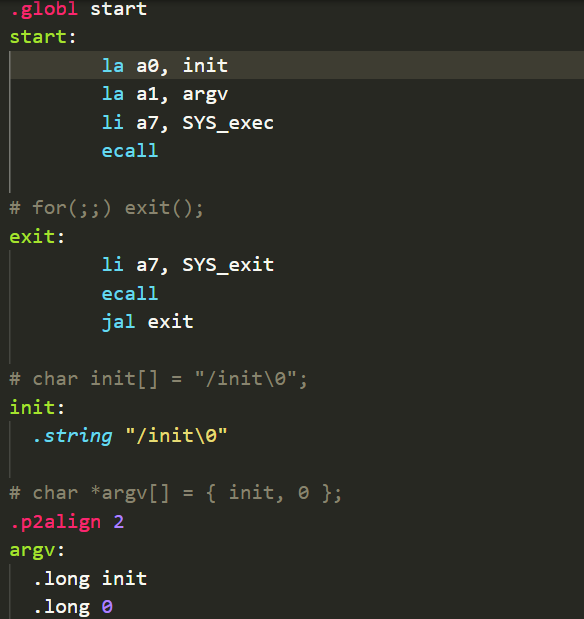 .globl start
start:
        la a0, init
        la a1, argv
        li a7, SYS_exec
        ecall

# for(;;) exit();
exit:
        li a7, SYS_exit
        ecall
        jal exit

# char init[] = "/init\0";
init:
  .string "/init\0"

# char *argv[] = { init, 0 };
.p2align 2
argv:
  .long init
  .long 0